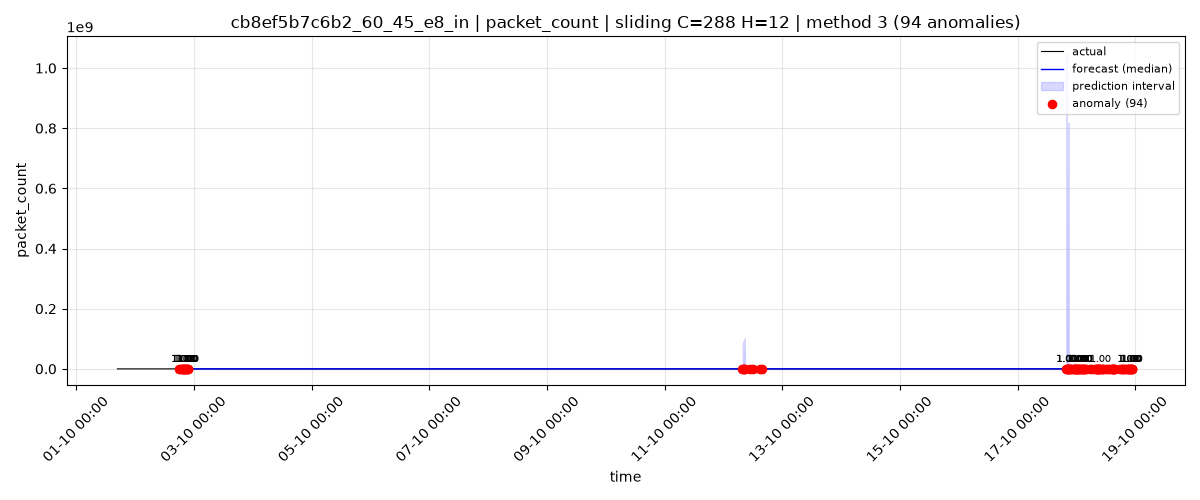 cb8ef5b7c6b2_60_45_e8_in | packet_count | sliding C=288 H=12 | method 3 (94 anomalies)
1e9
actual
forecast (median)
prediction interval
anomaly (94)
1.0
0.8
0.6
0.4
0.2
0.0
packet_count
1.00
01-10 00:00
03-10 00:00
05-10 00:00
07-10 00:00
09-10 00:00
11-10 00:00
13-10 00:00
15-10 00:00
17-10 00:00
19-10 00:00
time